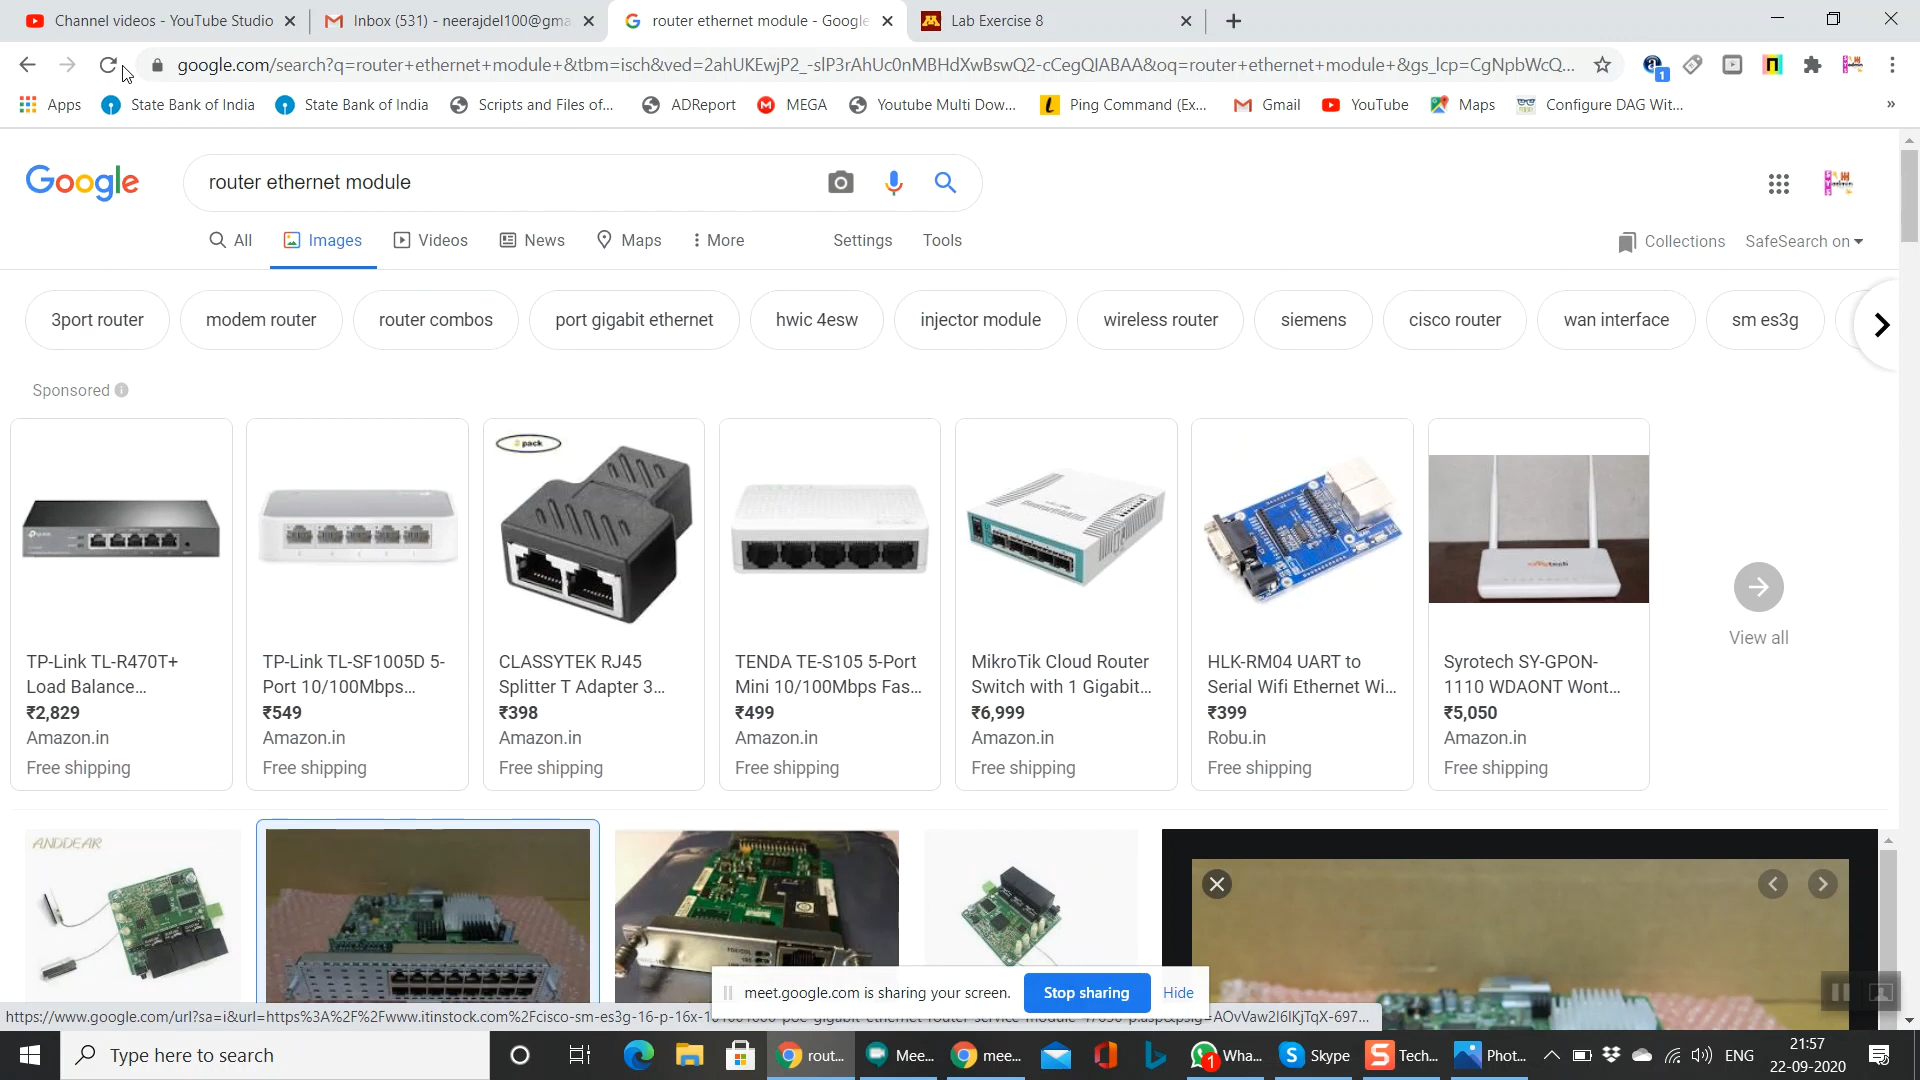 Channel videos - YouTube Studio
Inbox (531) - neerajdel100@gma
router ethernet module - Google
Lab Exercise 8
google.com/search?q=router+ethernet+module+&tbm=isch&ved=2ahUKEwjP2_-slP3rAhUc0nMBHdXwBswQ2-cCegQIABAA&oq=router+ethernet+module+&gs_lcp=CgNpbWcQ...
1
Apps
State Bank of India
State Bank of India
Scripts and Files of...
ADReport
MEGA
Youtube Multi Dow...
Ping Command (Ex...
Gmail
YouTube
Maps
Configure DAG Wit...
»
Google
router ethernet module
All
Images
Videos
News
Maps
More
Settings
Tools
Collections
SafeSearch on
3port router
modem router
router combos
port gigabit ethernet
hwic 4esw
injector module
wireless router
siemens
cisco router
wan interface
sm es3g
Sponsored
pack
TP-Link TL-R470T+
Load Balance...
₹2,829
Amazon.in
Free shipping
TP-Link TL-SF1005D 5-
Port 10/100Mbps...
₹549
Amazon.in
Free shipping
CLASSYTEK RJ45
Splitter T Adapter 3...
₹398
Amazon.in
Free shipping
TENDA TE-S105 5-Port
Mini 10/100Mbps Fas...
₹499
Amazon.in
Free shipping
MikroTik Cloud Router
Switch with 1 Gigabit...
₹6,999
Amazon.in
Free shipping
HLK-RM04 UART to
Serial Wifi Ethernet Wi...
₹399
Robu.in
Free shipping
Syrotech SY-GPON-
1110 WDAONT Wont...
₹5,050
Amazon.in
Free shipping
View all
ANDDEAR
meet.google.com is sharing your screen.
Stop sharing
Hide
Type here to search
rout...
Mee...
mee...
1
Wha...
Skype
Tech...
Phot...
ENG
21:57
22-09-2020